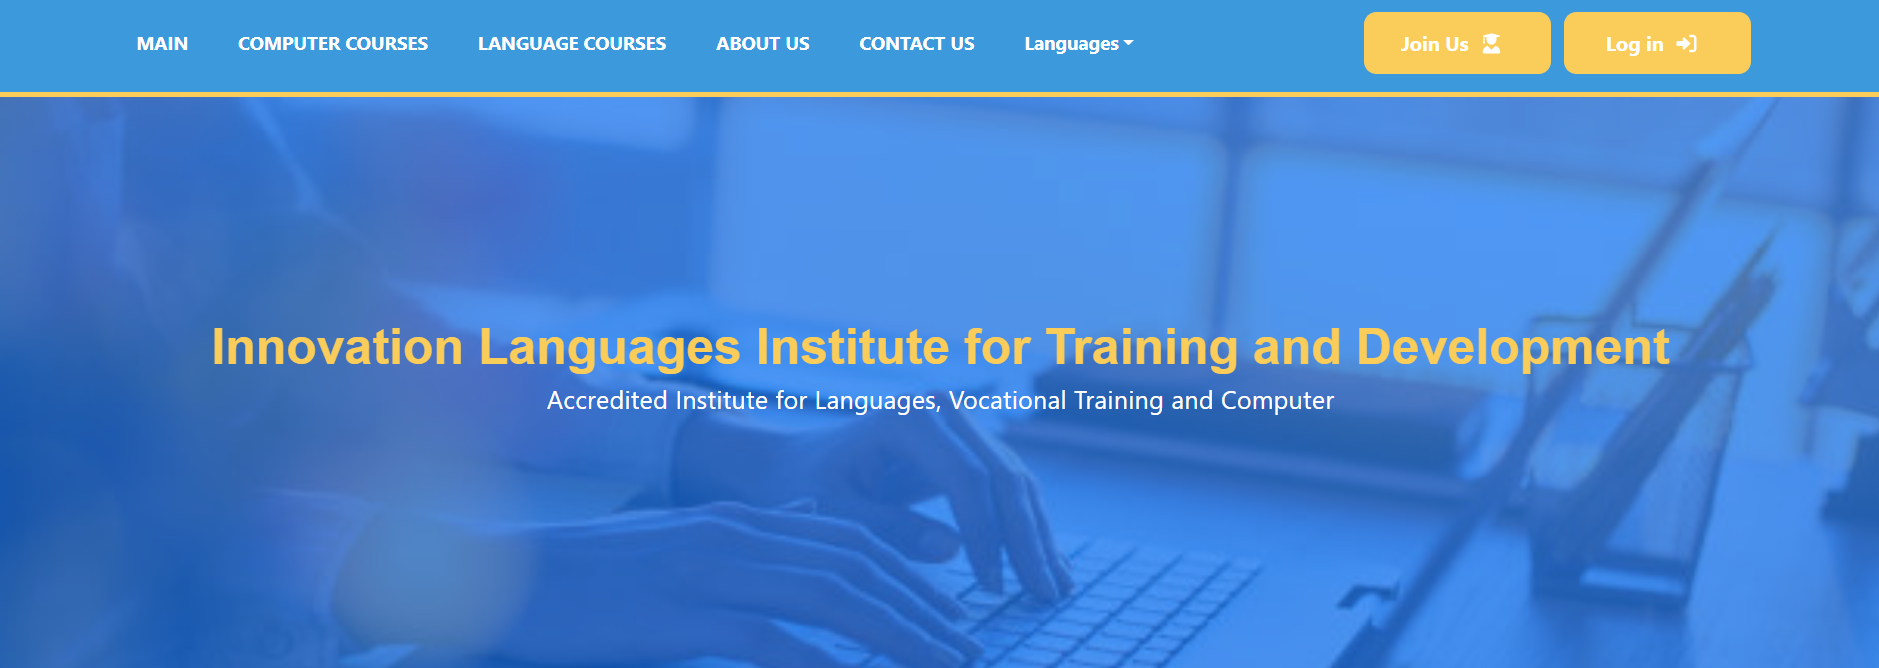 MAIN COMPUTER COURSES LANGUAGE COURSES ABOUT US CONTACT US Languages Join Us Log in
Innovation Languages Institute for Training and Development
Accredited Institute for Languages, Vocational Training and Computer